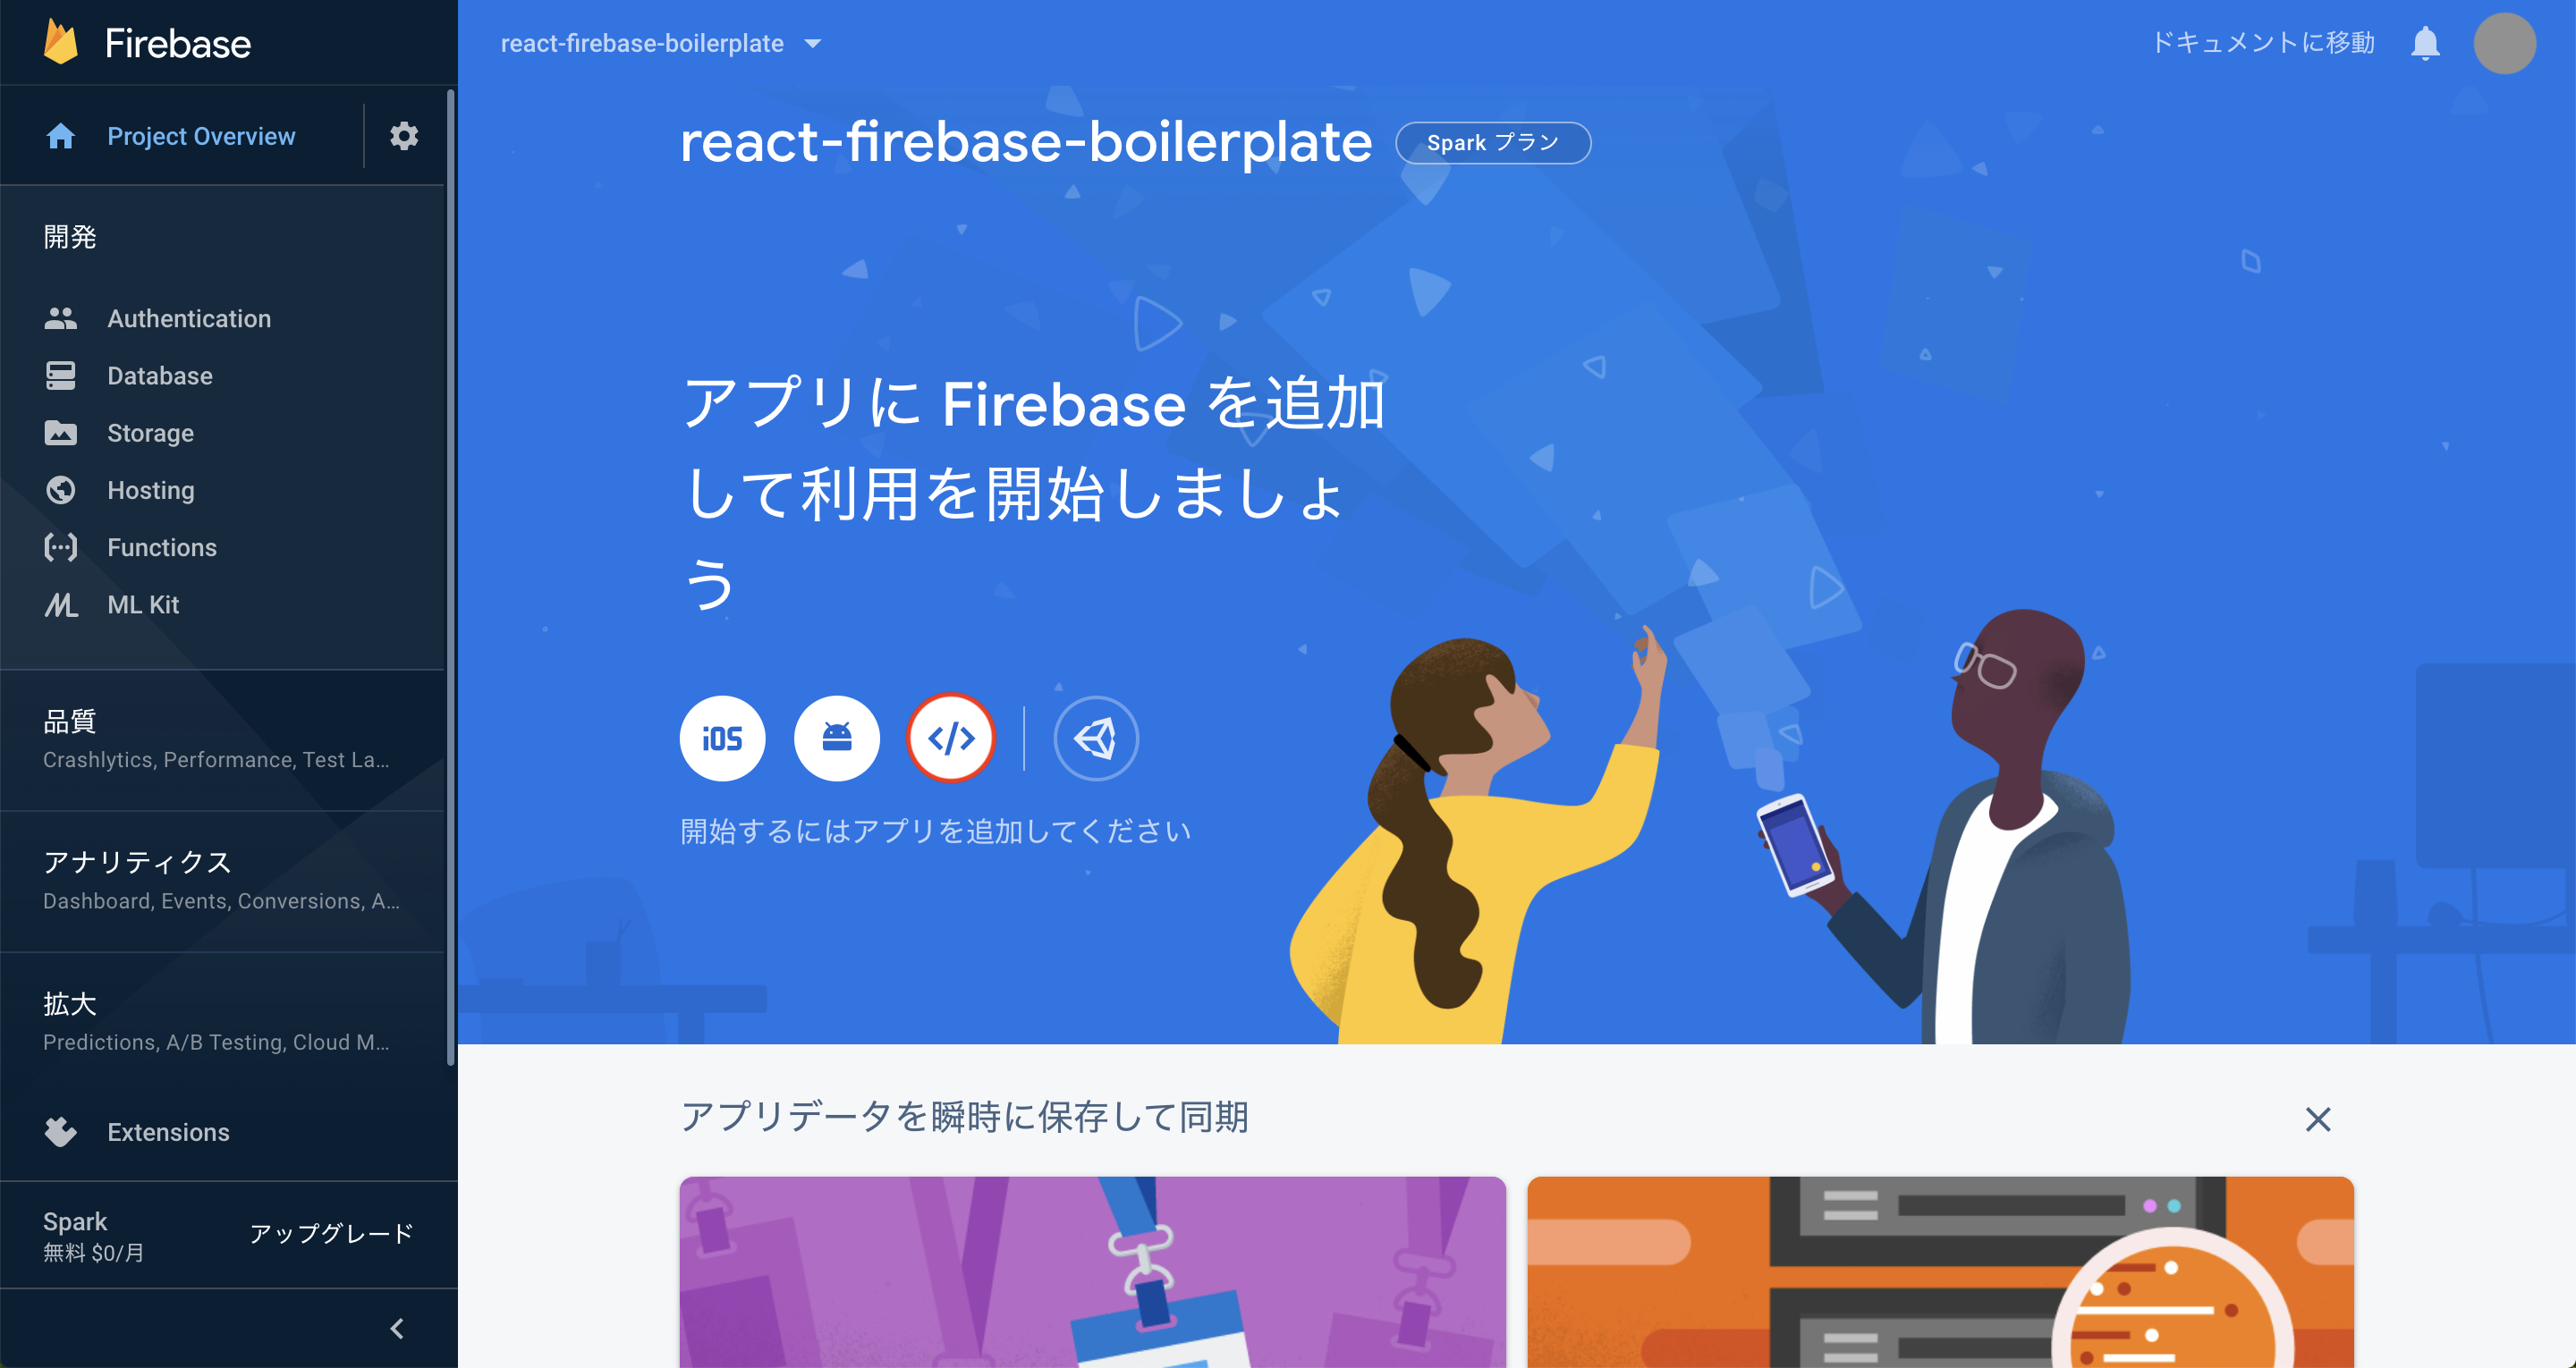 Firebase
Project Overview
開発
Authentication
Database
Storage
Hosting
Functions
ML Kit
品質
Crashlytics, Performance, Test La...
アナリティクス
Dashboard, Events, Conversions, A...
拡大
Predictions, A/B Testing, Cloud M...
Extensions
Spark
無料 $0/月
アップグレード
react-firebase-boilerplate
ドキュメントに移動
react-firebase-boilerplate
Spark プラン
アプリに Firebase を追加
して利用を開始しましょ
う
iOS
開始するにはアプリを追加してください
アプリデータを瞬時に保存して同期